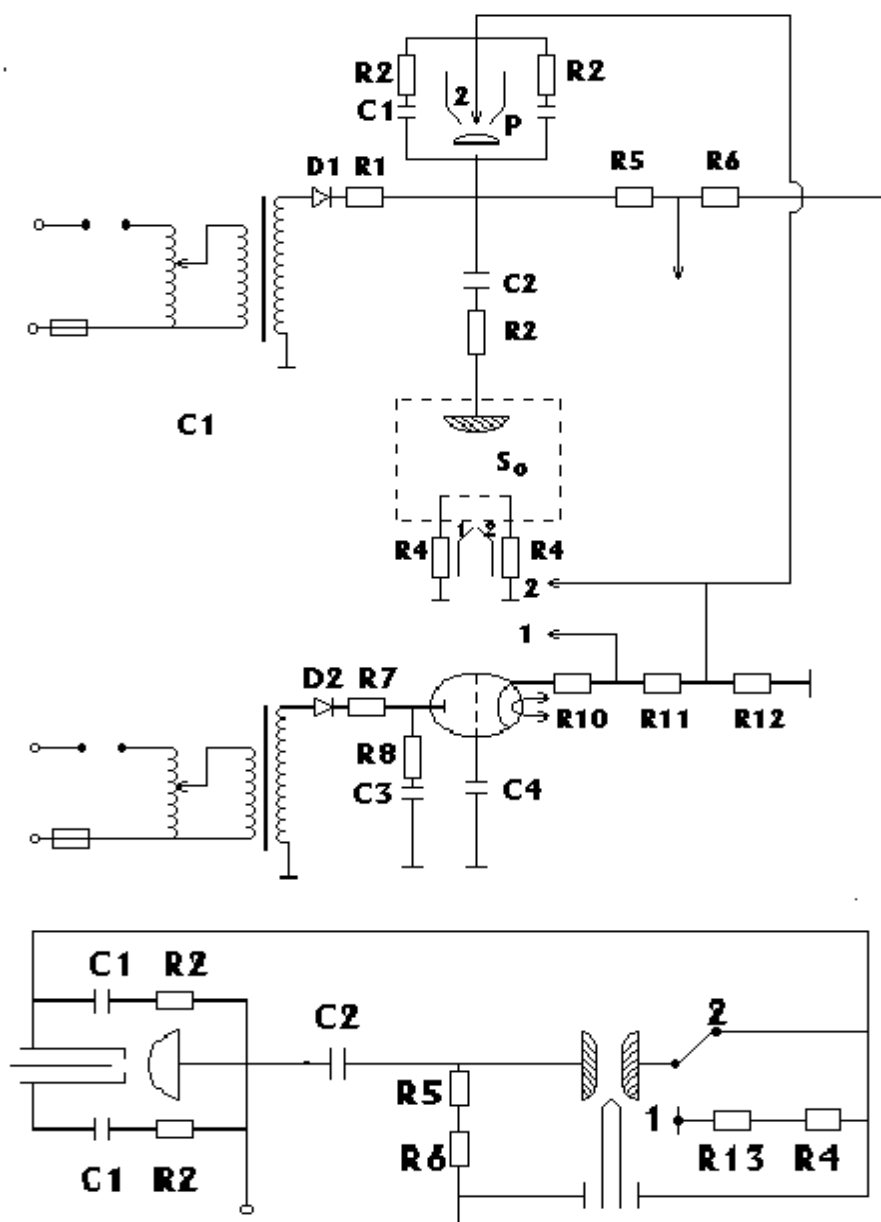 R2 R2
C1 2 P
D1 R1 R5 R6
C2
R2
C1
S₀
1 2
R4 R4
2
1
D2 R7
R10 R11 R12
R8
C3 C4
C1 R2
C2 2
R5
1
R6 R13 R4
C1 R2